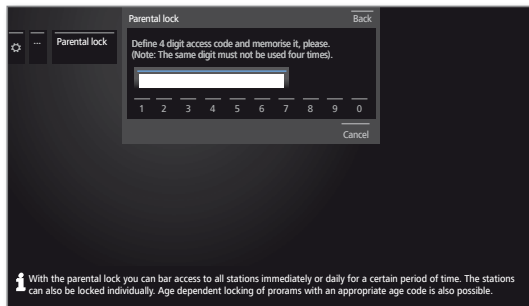 Parental lock Back
... Parental lock
Define 4 digit access code and memorise it, please.
(Note: The same digit must not be used four times).
1 2 3 4 5 6 7 8 9 0
Cancel
With the parental lock you can bar access to all stations immediately or daily for a certain period of time. The stations
can also be locked individually. Age dependent locking of prorams with an appropriate age code is also possible.